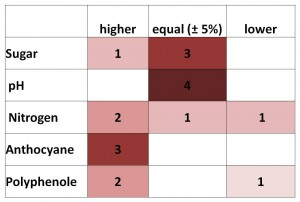 higher equal (± 5%) lower
Sugar 1 3
pH 4
Nitrogen 2 1 1
Anthocyane 3
Polyphenole 2 1